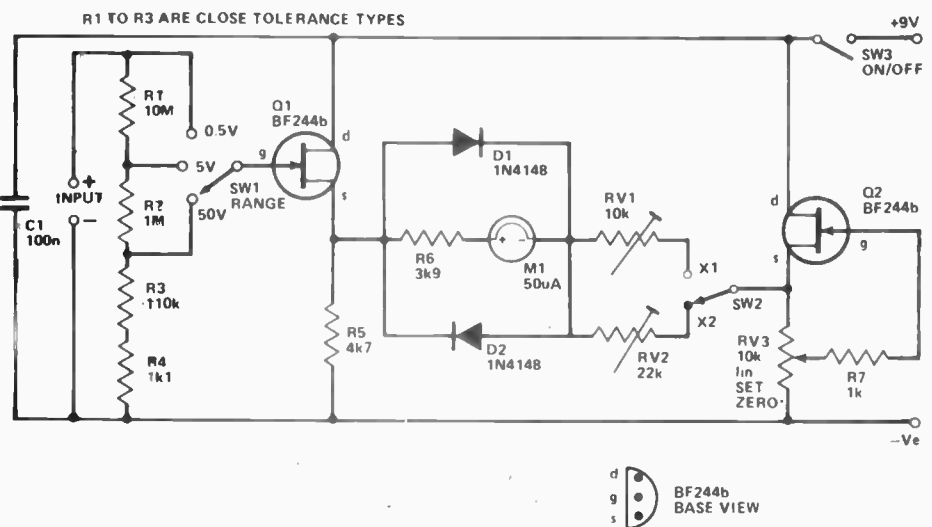 R1 TO R3 ARE CLOSE TOLERANCE TYPES
+9V
SW3
ON/OFF
R1
10M
Q1
BF244b
d
g
s
0.5V
5V
50V
SW1
RANGE
+
INPUT
–
R2
1M
C1
100n
R3
110k
R4
1k1
D1
1N4148
R6
3k9
+ -
M1
50uA
D2
1N4148
R5
4k7
RV1
10k
X1
X2
SW2
RV2
22k
Q2
BF244b
d
g
s
RV3
10k
lin
SET
ZERO
R7
1k
–Ve
d
g
s
BF244b
BASE VIEW